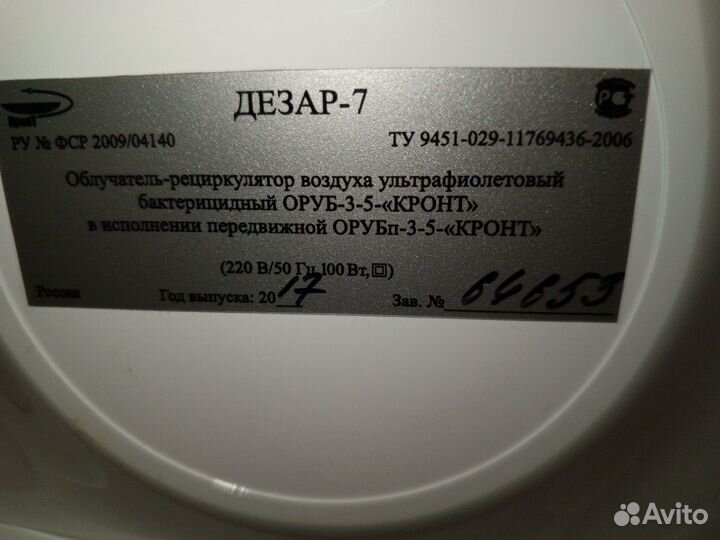 ДЕЗАР-7
Кронт
РСТ
РУ № ФСР 2009/04140
ТУ 9451-029-11769436-2006
Облучатель-рециркулятор воздуха ультрафиолетовый
бактерицидный ОРУБ-3-5-«КРОНТ»
в исполнении передвижной ОРУБп-3-5-«КРОНТ»
(220 В/50 Гц, 100 Вт, )
Россия
Год выпуска: 2017
Зав. № 64653
Avito